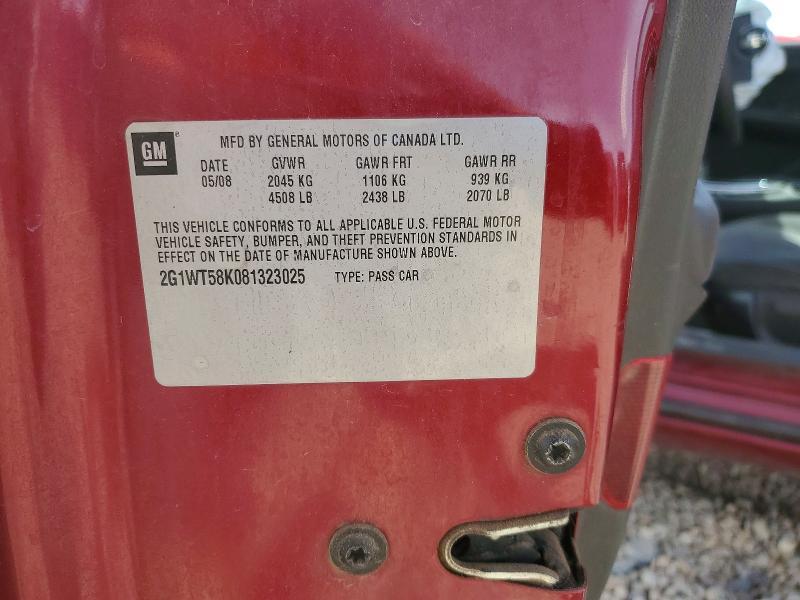 GM® MFD BY GENERAL MOTORS OF CANADA LTD.
DATE GVWR GAWR FRT GAWR RR
05/08 2045 KG 1106 KG 939 KG
4508 LB 2438 LB 2070 LB
THIS VEHICLE CONFORMS TO ALL APPLICABLE U.S. FEDERAL MOTOR
VEHICLE SAFETY, BUMPER, AND THEFT PREVENTION STANDARDS IN
EFFECT ON THE DATE OF MANUFACTURE SHOWN ABOVE.
2G1WT58K081323025 TYPE: PASS CAR